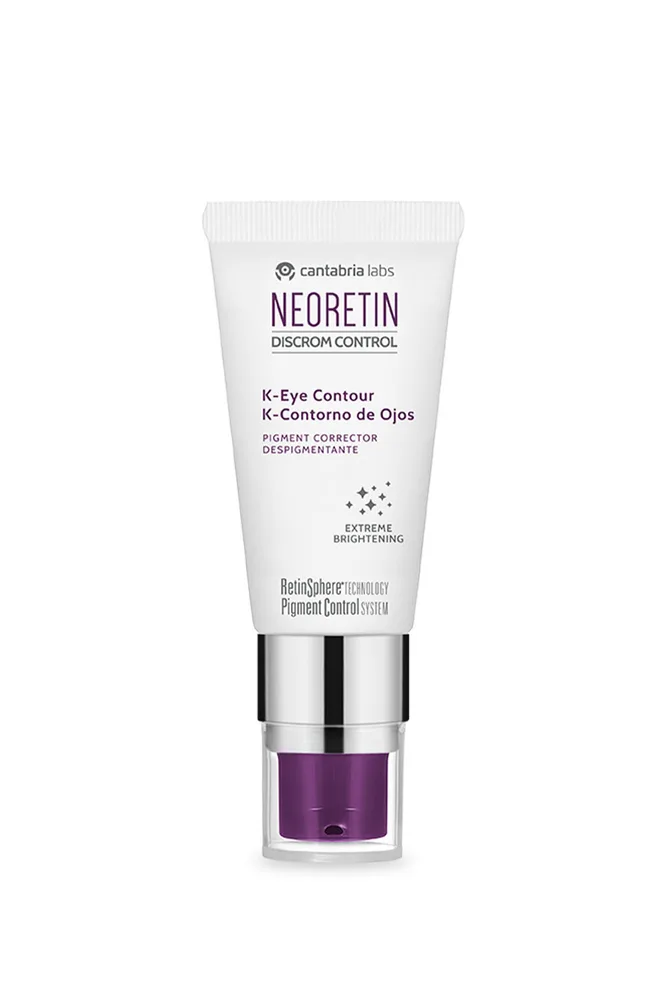 cantabria labs
NEORETIN
DISCROM CONTROL
K-Eye Contour
K-Contorno de Ojos
PIGMENT CORRECTOR
DESPIGMENTANTE
EXTREME
BRIGHTENING
RetinSphere® TECHNOLOGY
Pigment Control SYSTEM